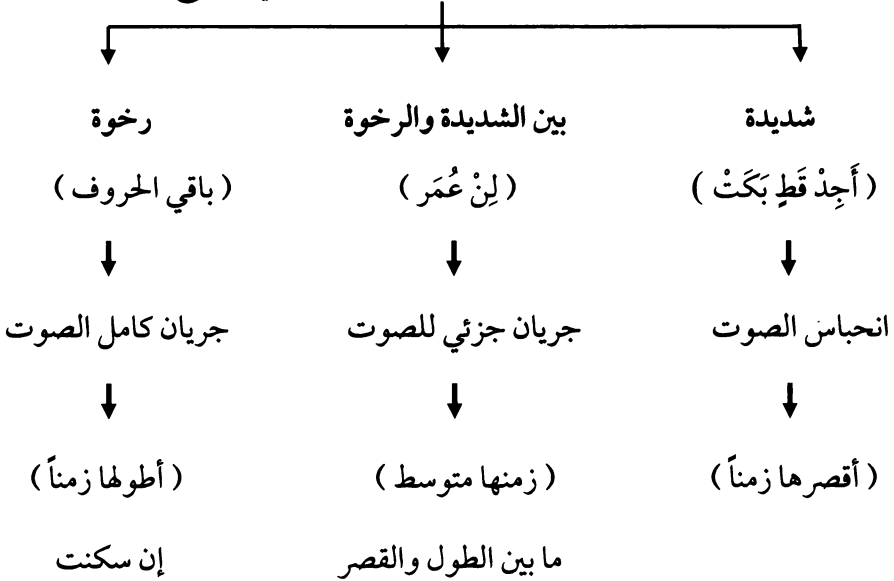 شديدة
بين الشديدة والرخوة
رخوة
( أَجِدْ قَطٍ بَكَتْ )
( لِنْ عُمَر )
( باقي الحروف )
انحباس الصوت
جريان جزئي للصوت
جريان كامل الصوت
( أقصرها زمناً )
( زمنها متوسط )
( أطولها زمناً )
ما بين الطول والقصر
إن سكنت